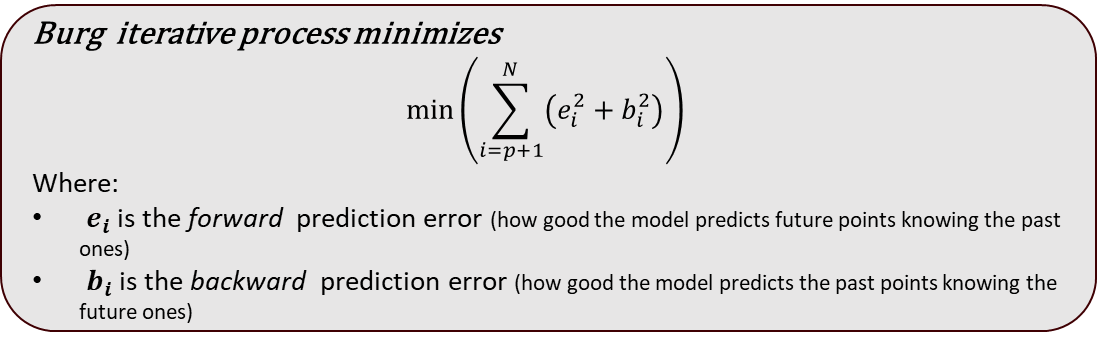 Burg iterative process minimizes
min(∑_{i=p+1}^{N}(e_i^2 + b_i^2))
Where:
• e_i is the forward prediction error (how good the model predicts future points knowing the past
ones)
• b_i is the backward prediction error (how good the model predicts the past points knowing the
future ones)